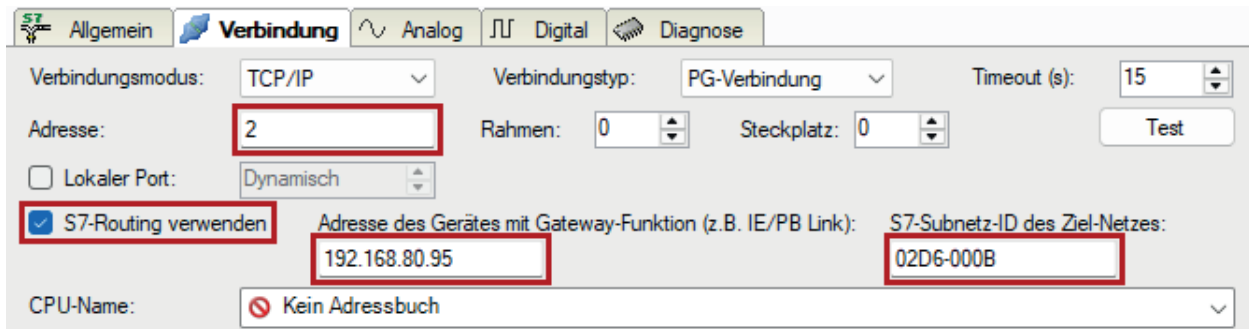 S7 Allgemein Verbindung Analog Digital Diagnose
Verbindungsmodus: TCP/IP Verbindungstyp: PG-Verbindung Timeout (s): 15
Adresse: 2 Rahmen: 0 Steckplatz: 0 Test
Lokaler Port: Dynamisch
S7-Routing verwenden Adresse des Gerätes mit Gateway-Funktion (z.B. IE/PB Link): S7-Subnetz-ID des Ziel-Netzes:
192.168.80.95 02D6-000B
CPU-Name: Kein Adressbuch